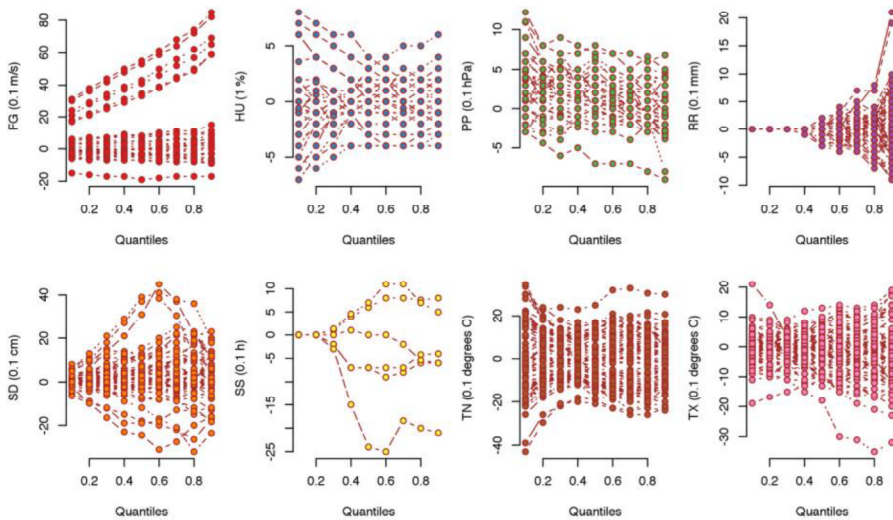 FG (0.1 m/s)
80
60
40
20
0
-20
0.2 0.4 0.6 0.8
Quantiles
HU (1%)
5
0
-5
0.2 0.4 0.6 0.8
Quantiles
PP (0.1 hPa)
10
5
0
-5
0.2 0.4 0.6 0.8
Quantiles
RR (0.1 mm)
20
15
10
5
0
-5
-10
0.2 0.4 0.6 0.8
Quantiles
SD (0.1 cm)
40
20
0
-20
0.2 0.4 0.6 0.8
Quantiles
SS (0.1 h)
10
5
0
-5
-15
-25
0.2 0.4 0.6 0.8
Quantiles
TN (0.1 degrees C)
20
0
-20
-40
0.2 0.4 0.6 0.8
Quantiles
TX (0.1 degrees C)
20
10
0
-10
-20
-30
0.2 0.4 0.6 0.8
Quantiles